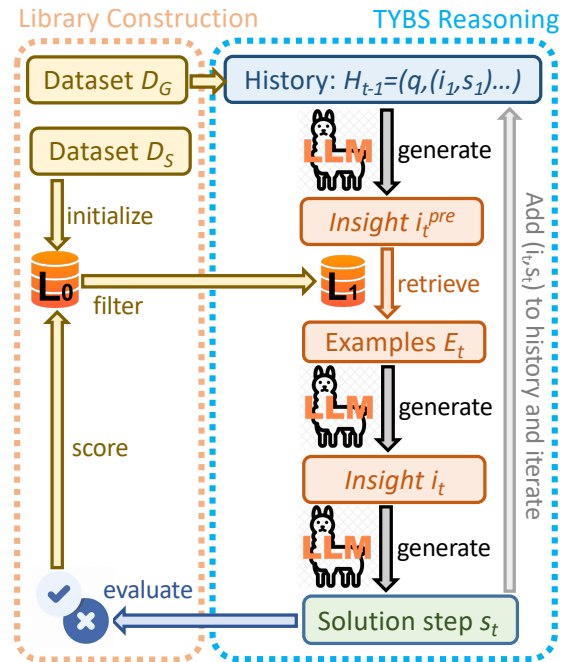 Library Construction
TYBS Reasoning
Dataset D_G
History: H_{t-1}=(q,(i_1,s_1)...)
LLM
generate
Dataset D_S
initialize
Insight i_t^{pre}
L_0
filter
L_1
retrieve
Examples E_t
LLM
generate
score
Insight i_t
LLM
generate
evaluate
Solution step s_t
Add (i_t,s_t) to history and iterate